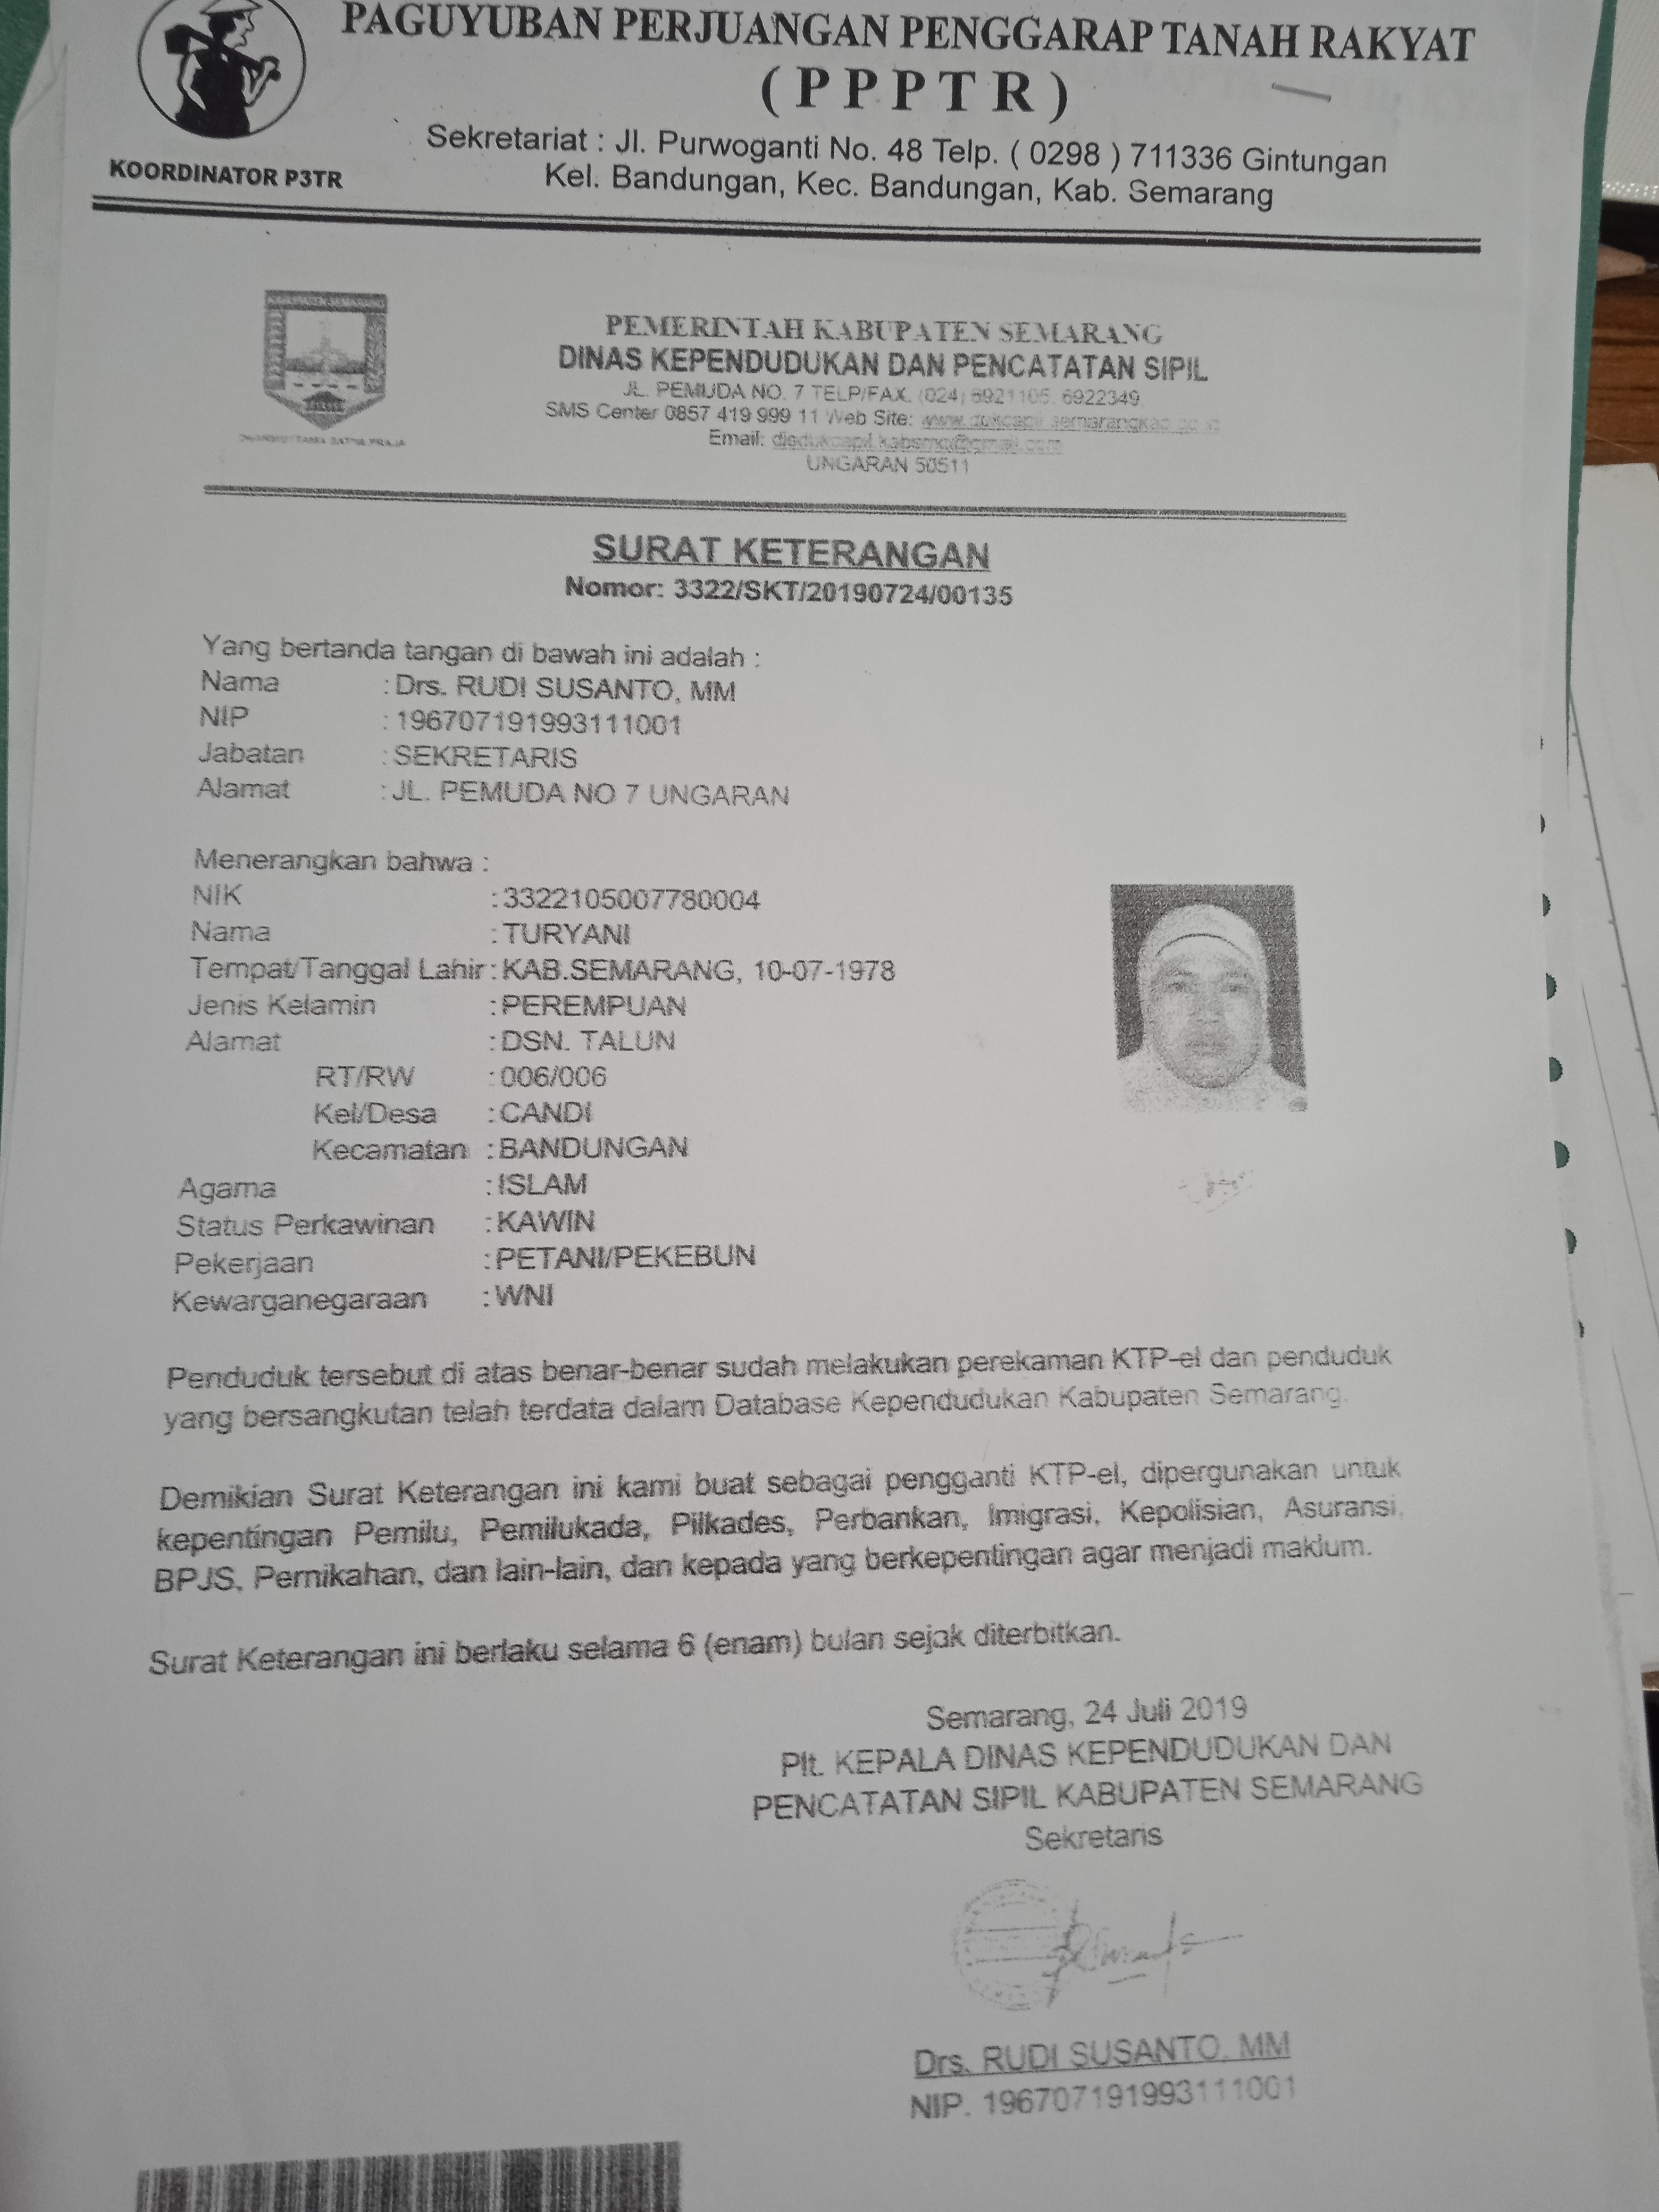 PAGUYUBAN PERJUANGAN PENGGARAP TANAH RAKYAT
( P P P T R )
Sekretariat : Jl. Purwoganti No. 48 Telp. ( 0298 ) 711336 Gintungan
Kel. Bandungan, Kec. Bandungan, Kab. Semarang
KOORDINATOR P3TR
KABUPATEN SEMARANG
PEMERINTAH KABUPATEN SEMARANG
DINAS KEPENDUDUKAN DAN PENCATATAN SIPIL
JL. PEMUDA NO. 7 TELP/FAX. (024) 6921105, 6922349
SMS Center 0857 419 999 11 Web Site:
Email:
UNGARAN 50511
SURAT KETERANGAN
Nomor: 3322/SKT/20190724/00135
Yang bertanda tangan di bawah ini adalah :
Nama : Drs. RUDI SUSANTO, MM
NIP : 196707191993111001
Jabatan : SEKRETARIS
Alamat : JL. PEMUDA NO 7 UNGARAN
Menerangkan bahwa :
NIK : 3322105007780004
Nama : TURYANI
Tempat/Tanggal Lahir : KAB.SEMARANG, 10-07-1978
Jenis Kelamin : PEREMPUAN
Alamat : DSN. TALUN
RT/RW : 006/006
Kel/Desa : CANDI
Kecamatan : BANDUNGAN
Agama : ISLAM
Status Perkawinan : KAWIN
Pekerjaan : PETANI/PEKEBUN
Kewarganegaraan : WNI
Penduduk tersebut di atas benar-benar sudah melakukan perekaman KTP-el dan penduduk
yang bersangkutan telah terdata dalam Database Kependudukan Kabupaten Semarang.
Demikian Surat Keterangan ini kami buat sebagai pengganti KTP-el, dipergunakan untuk
kepentingan Pemilu, Pemilukada, Pilkades, Perbankan, Imigrasi, Kepolisian, Asuransi,
BPJS, Pernikahan, dan lain-lain, dan kepada yang berkepentingan agar menjadi maklum.
Surat Keterangan ini berlaku selama 6 (enam) bulan sejak diterbitkan.
Semarang, 24 Juli 2019
Plt. KEPALA DINAS KEPENDUDUKAN DAN
PENCATATAN SIPIL KABUPATEN SEMARANG
Sekretaris
Drs. RUDI SUSANTO, MM
NIP. 196707191993111001